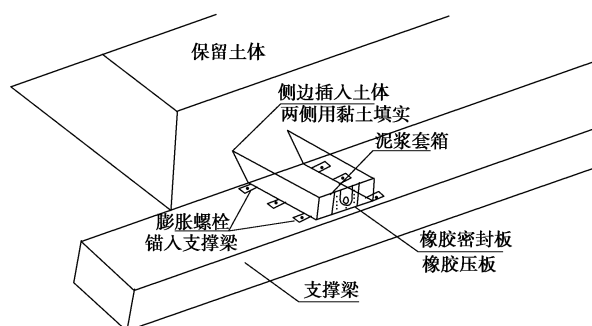 保留土体
侧边插入土体
两侧用黏土填实
泥浆套箱
膨胀螺栓
锚入支撑梁
橡胶密封板
橡胶压板
支撑梁